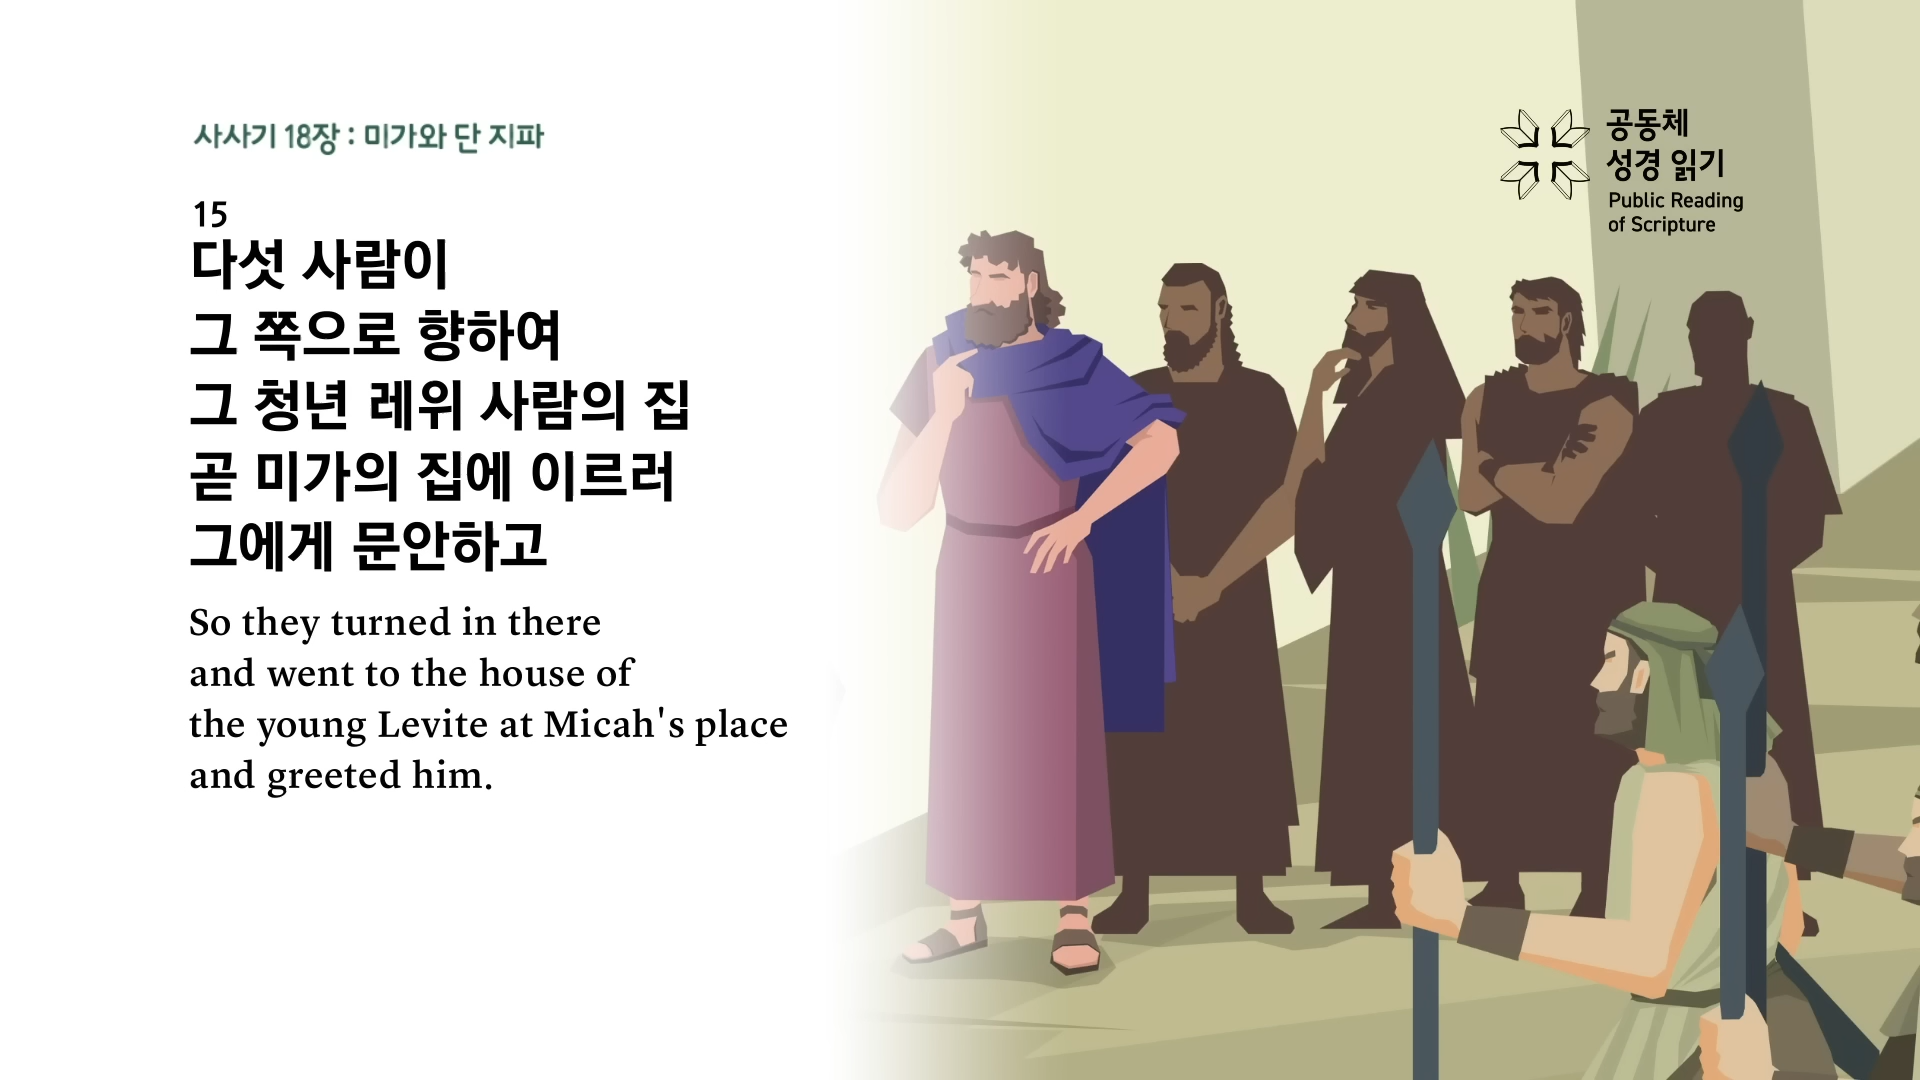 사사기 18장 : 미가와 단 지파
15
다섯 사람이
그 쪽으로 향하여
그 청년 레위 사람의 집
곧 미가의 집에 이르러
그에게 문안하고
So they turned in there
and went to the house of
the young Levite at Micah's place
and greeted him.
공동체
성경 읽기
Public Reading
of Scripture